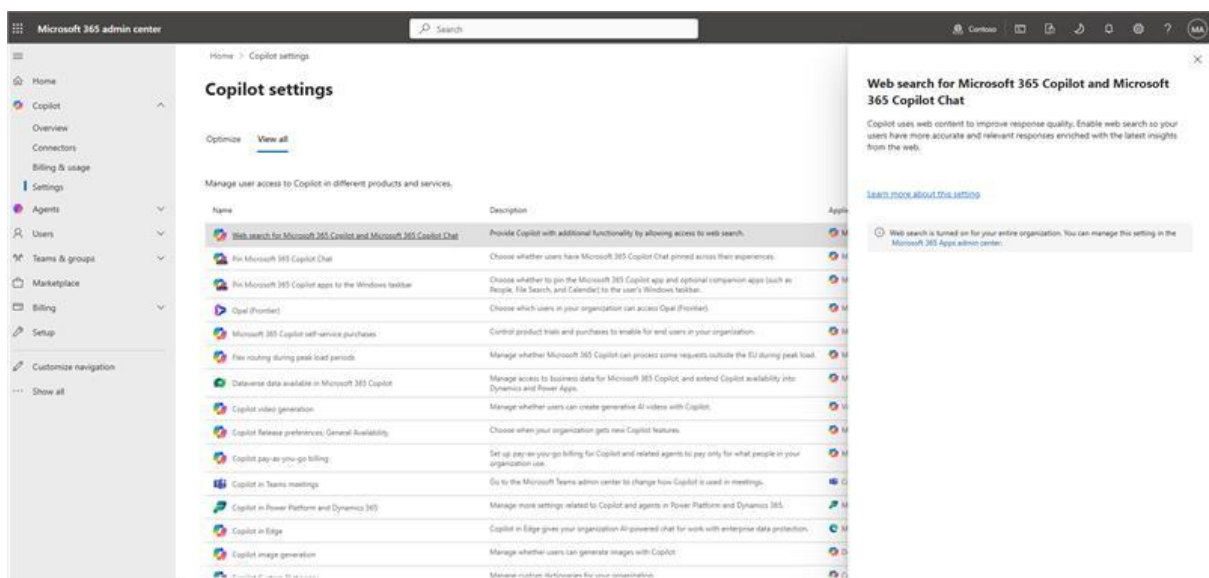 Microsoft 365 admin center
Search
Contoso
?
MA
Home
Copilot
Overview
Connectors
Billing & usage
Settings
Agents
Users
Teams & groups
Marketplace
Billing
Setup
Customize navigation
Show all
Home > Copilot settings
Copilot settings
Optimize View all
Manage user access to Copilot in different products and services.
Name Description
Web search for Microsoft 365 Copilot and Microsoft 365 Copilot Chat Provide Copilot with additional functionality by allowing access to web search.
Pin Microsoft 365 Copilot Chat Choose whether users have Microsoft 365 Copilot Chat pinned across their experiences.
Pin Microsoft 365 Copilot apps to the Windows taskbar Choose whether to pin the Microsoft 365 Copilot app and optional companion apps (such as
People, File Search, and Calendar) to the user's Windows taskbar.
Opal (Frontier) Choose which users in your organization can access Opal (Frontier).
Microsoft 365 Copilot self-service purchases Control product trials and purchases to enable for end users in your organization.
Flex routing during peak load periods Manage whether Microsoft 365 Copilot can process some requests outside the EU during peak load.
Dataverse data available in Microsoft 365 Copilot Manage access to business data for Microsoft 365 Copilot, and extend Copilot availability into
Dynamics and Power Apps.
Copilot video generation Manage whether users can create generative AI videos with Copilot.
Copilot Release preferences: General Availability Choose when your organization gets new Copilot features.
Copilot pay-as-you-go billing Set up pay-as-you-go billing for Copilot and related agents to pay only for what people in your
organization use.
Copilot in Teams meetings Go to the Microsoft Teams admin center to change how Copilot is used in meetings.
Copilot in Power Platform and Dynamics 365 Manage more settings related to Copilot and agents in Power Platform and Dynamics 365.
Copilot in Edge Copilot in Edge gives your organization AI-powered chat for work with enterprise data protection.
Copilot image generation Manage whether users can generate images with Copilot
Manage custom dictionaries for your organization.
Web search for Microsoft 365 Copilot and Microsoft
365 Copilot Chat
Copilot uses web content to improve response quality. Enable web search so your
users have more accurate and relevant responses enriched with the latest insights
from the web.
Learn more about this setting
Web search is turned on for your entire organization. You can manage this setting in the
Microsoft 365 Apps admin center.